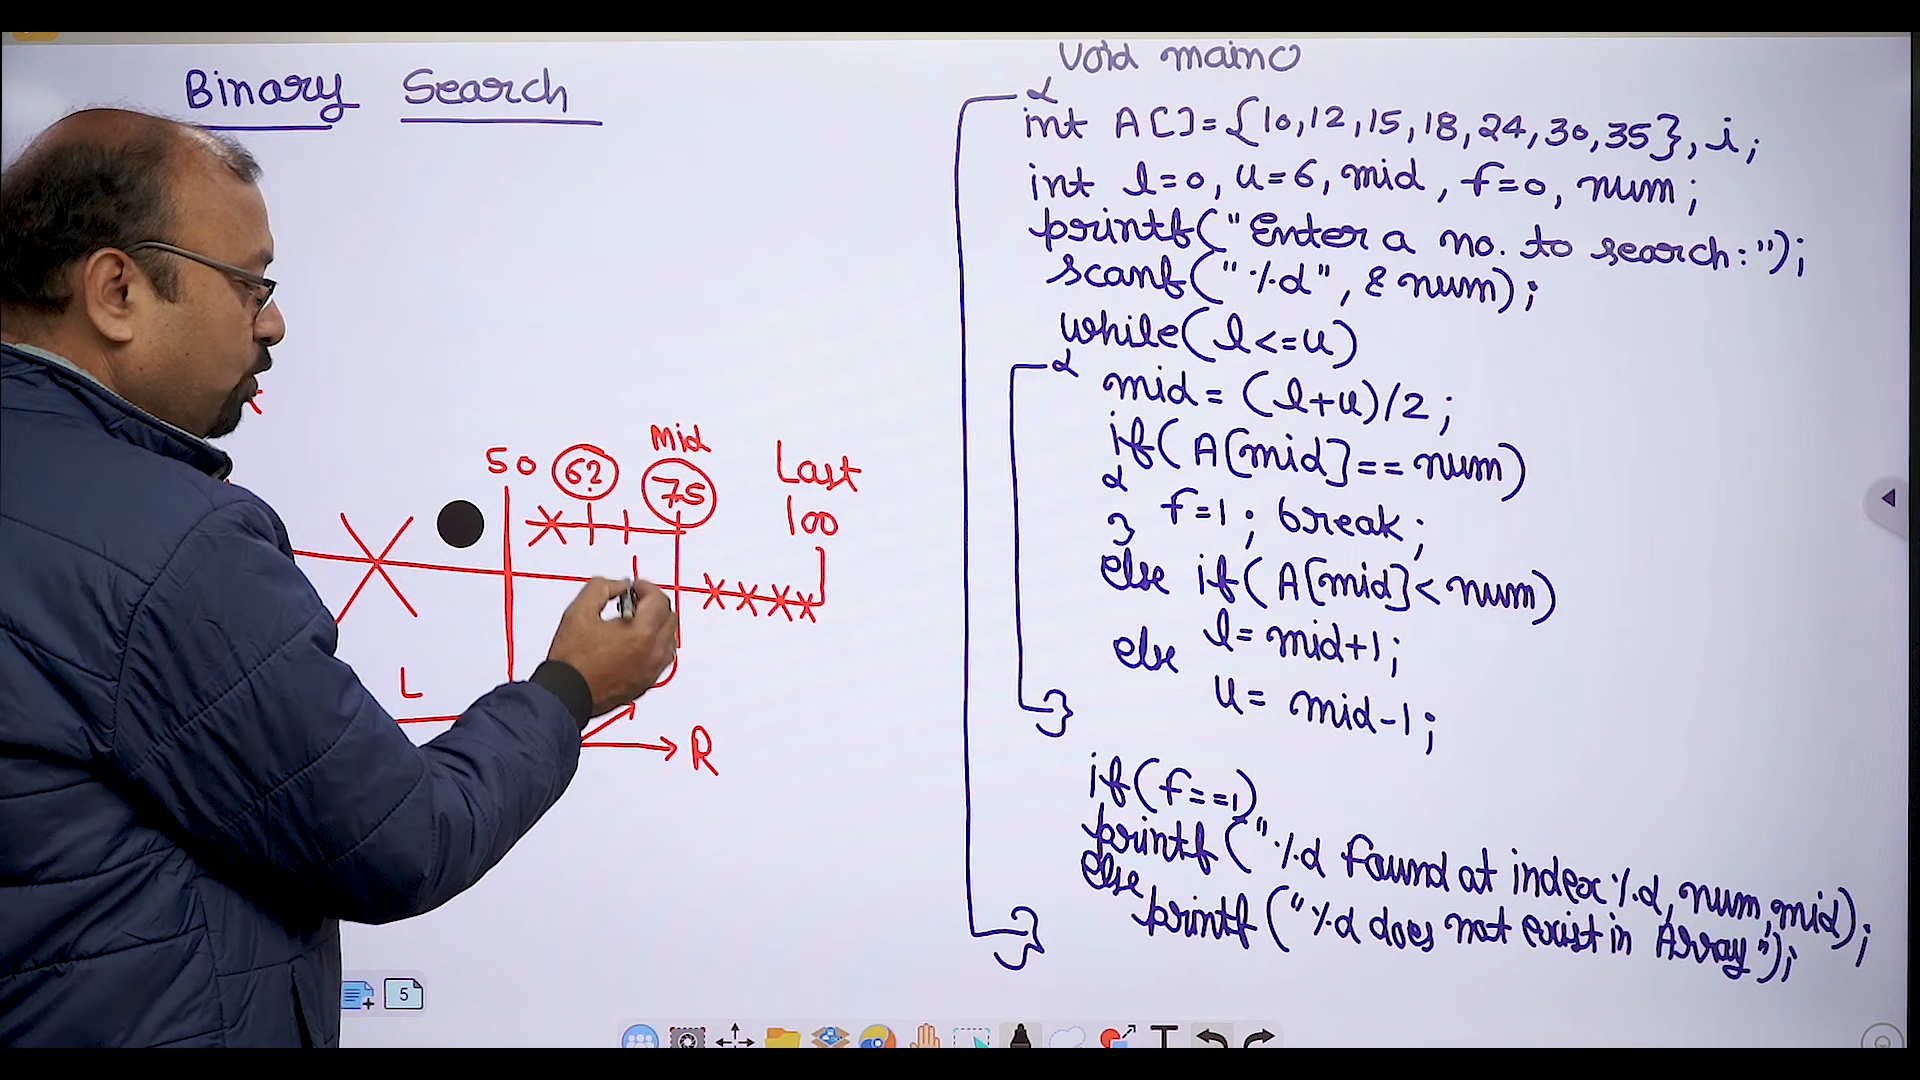 Binary Search
50 62 Mid 75 Last 100
L
R
void main()
{
int A[]={10,12,15,18,24,30,35}, i;
int l=0, u=6, mid, f=0, num;
printf("Enter a no. to search:");
scanf("%d", &num);
while(l<=u)
{
mid = (l+u)/2;
if(A[mid]==num)
{
f=1; break;
}
else if(A[mid]<num)
l=mid+1;
else
u= mid-1;
}
if(f==1)
printf("%d found at index%d, num,mid);
else
printf("%d does not exist in Array");
}
5
T